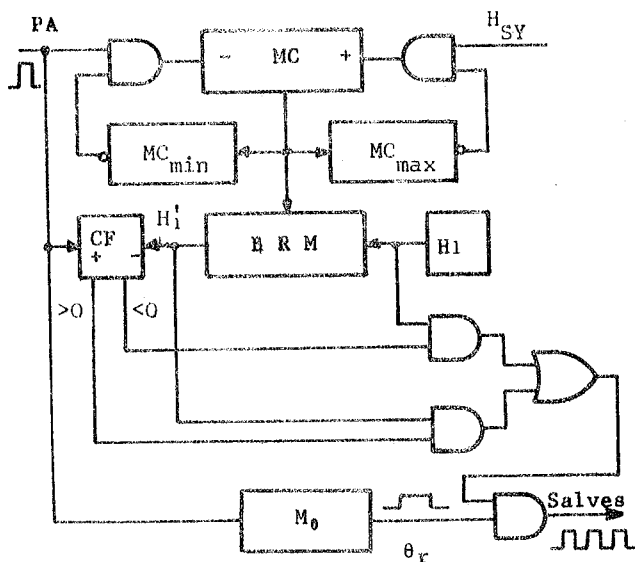 PA
H_SY
- MC +
MC_min
MC_max
H'_1
CF
+ -
B R M
H1
>0
<0
M_0
θ_r
Salves